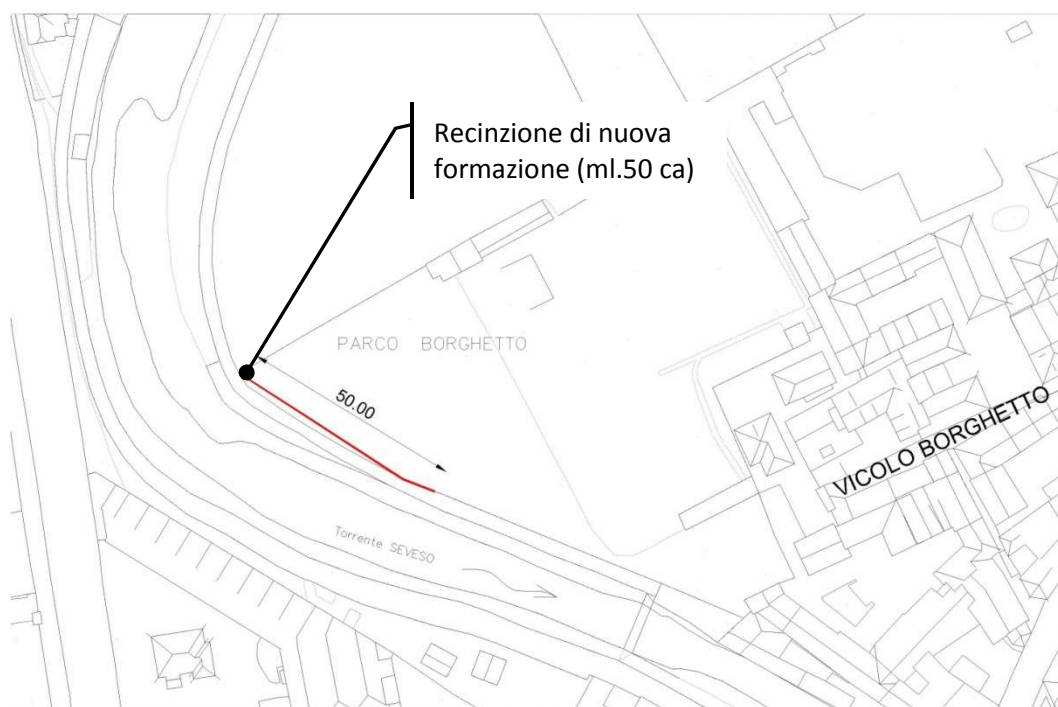 Recinzione di nuova
formazione (ml.50 ca)
PARCO BORGHETTO
50.00
VICOLO BORGHETTO
Torrente SEVESO